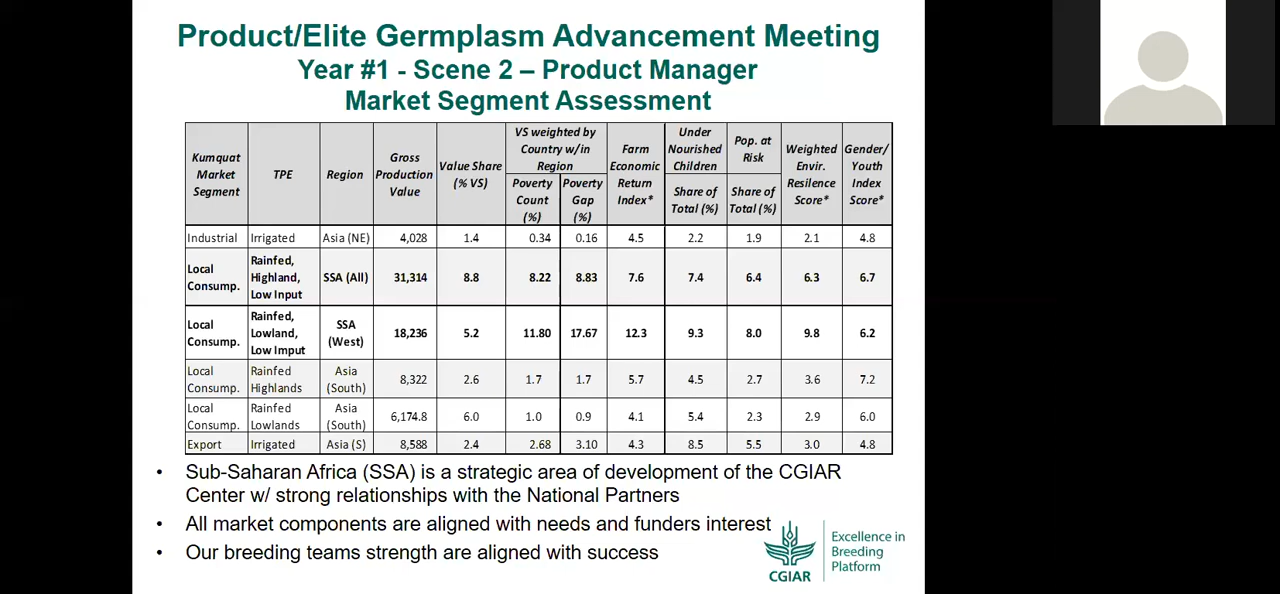 Product/Elite Germplasm Advancement Meeting
Year #1 - Scene 2 – Product Manager
Market Segment Assessment
Kumquat Market Segment | TPE | Region | Gross Production Value | Value Share (% VS) | VS weighted by Country w/in Region | Farm Economic Return Index* | Under Nourished Children | Pop. at Risk | Weighted Envir. Resilence Score* | Gender/ Youth Index Score*
Poverty Count (%) | Poverty Gap (%) | Share of Total (%) | Share of Total (%)
Industrial | Irrigated | Asia (NE) | 4,028 | 1.4 | 0.34 | 0.16 | 4.5 | 2.2 | 1.9 | 2.1 | 4.8
Local Consump. | Rainfed, Highland, Low Input | SSA (All) | 31,314 | 8.8 | 8.22 | 8.83 | 7.6 | 7.4 | 6.4 | 6.3 | 6.7
Local Consump. | Rainfed, Lowland, Low Imput | SSA (West) | 18,236 | 5.2 | 11.80 | 17.67 | 12.3 | 9.3 | 8.0 | 9.8 | 6.2
Local Consump. | Rainfed Highlands | Asia (South) | 8,322 | 2.6 | 1.7 | 1.7 | 5.7 | 4.5 | 2.7 | 3.6 | 7.2
Local Consump. | Rainfed Lowlands | Asia (South) | 6,174.8 | 6.0 | 1.0 | 0.9 | 4.1 | 5.4 | 2.3 | 2.9 | 6.0
Export | Irrigated | Asia (S) | 8,588 | 2.4 | 2.68 | 3.10 | 4.3 | 8.5 | 5.5 | 3.0 | 4.8
• Sub-Saharan Africa (SSA) is a strategic area of development of the CGIAR
Center w/ strong relationships with the National Partners
• All market components are aligned with needs and funders interest
• Our breeding teams strength are aligned with success
CGIAR
Excellence in
Breeding
Platform